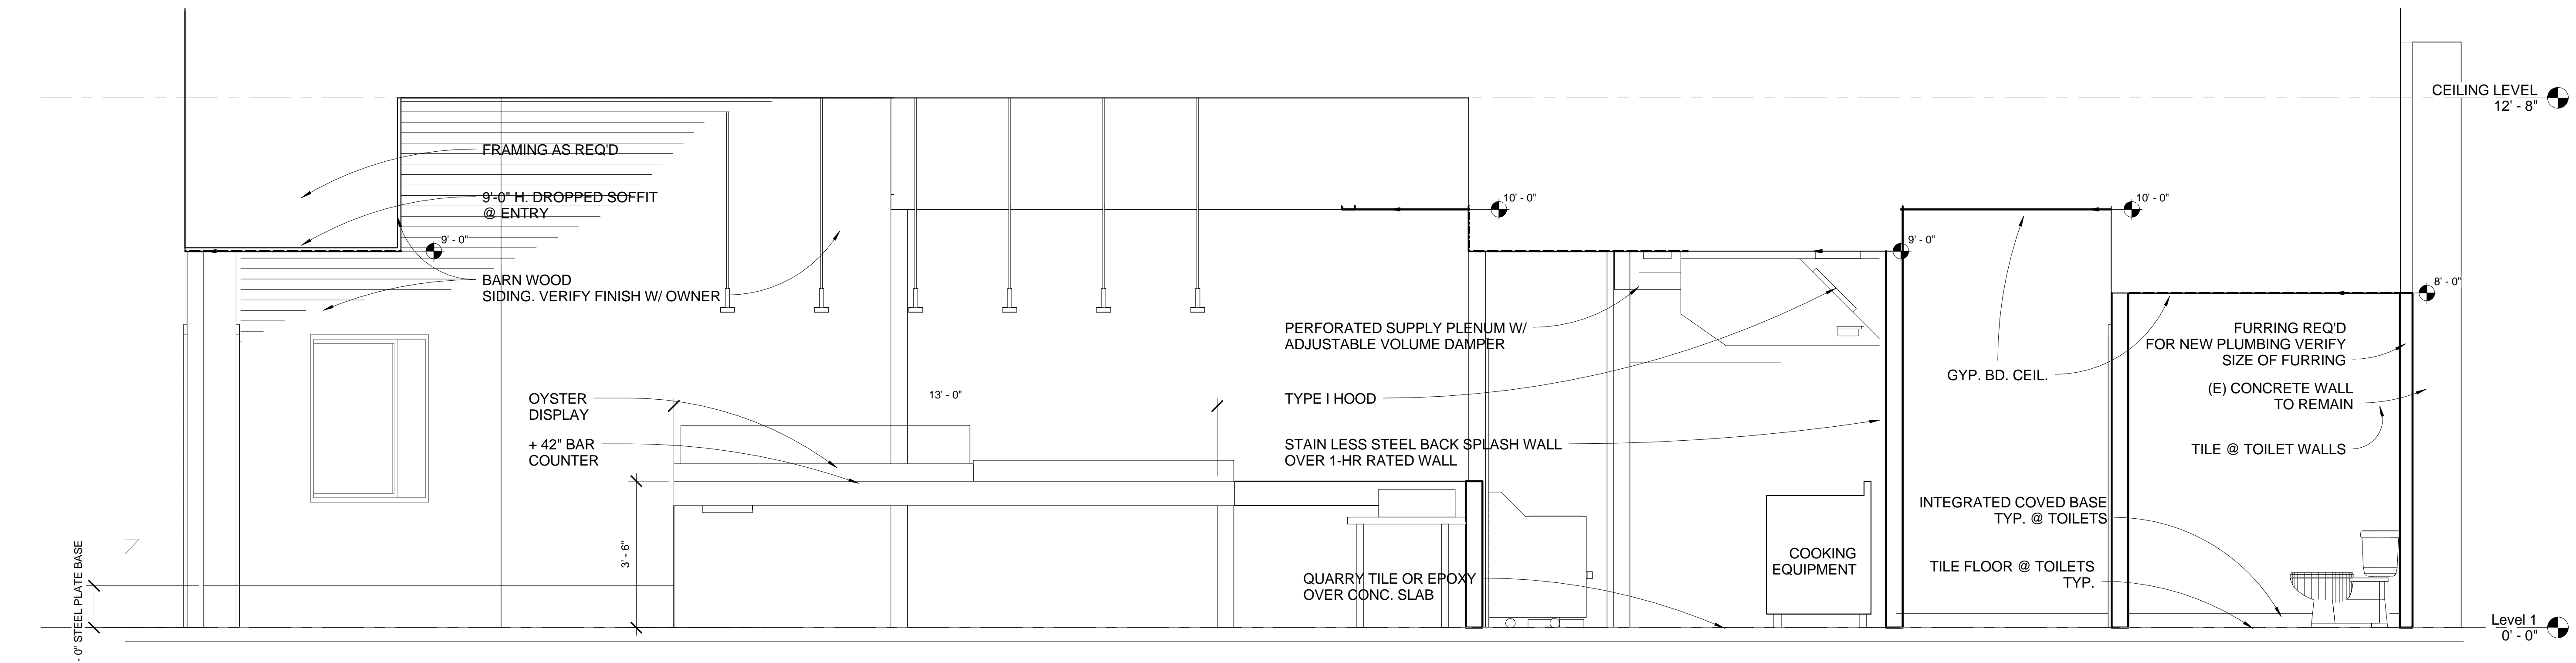 CEILING LEVEL
12' - 8"
FRAMING AS REQ'D
9'-0" H. DROPPED SOFFIT
@ ENTRY
9' - 0"
BARN WOOD
SIDING. VERIFY FINISH W/ OWNER
10' - 0"
10' - 0"
9' - 0"
8' - 0"
PERFORATED SUPPLY PLENUM W/
ADJUSTABLE VOLUME DAMPER
FURRING REQ'D
FOR NEW PLUMBING VERIFY
SIZE OF FURRING
GYP. BD. CEIL.
OYSTER
DISPLAY
13' - 0"
TYPE I HOOD
(E) CONCRETE WALL
TO REMAIN
+ 42" BAR
COUNTER
STAIN LESS STEEL BACK SPLASH WALL
OVER 1-HR RATED WALL
TILE @ TOILET WALLS
INTEGRATED COVED BASE
TYP. @ TOILETS
3' - 6"
COOKING
EQUIPMENT
QUARRY TILE OR EPOXY
OVER CONC. SLAB
TILE FLOOR @ TOILETS
TYP.
- 0" STEEL PLATE BASE
Level 1
0' - 0"